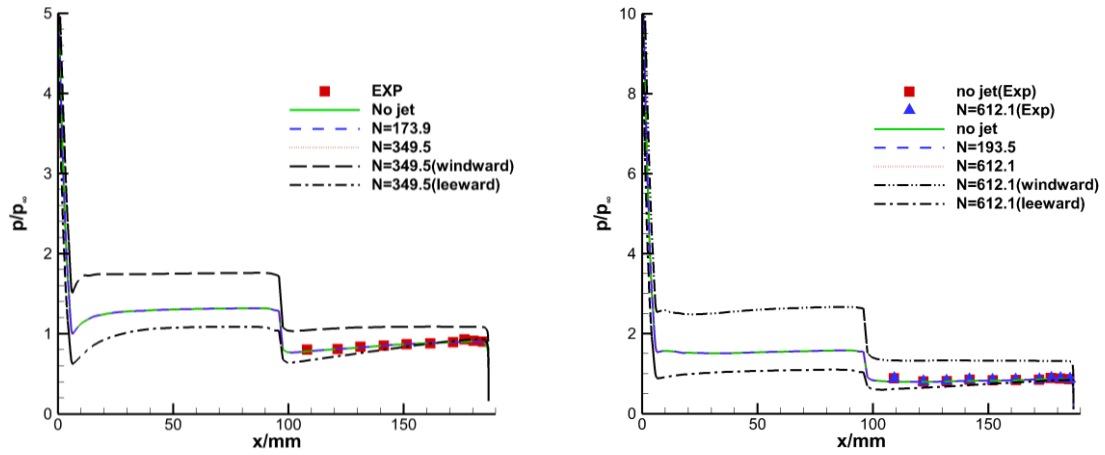 5
4
3
2
1
0
p/p∞
0
50
100
150
x/mm
EXP
No jet
N=173.9
N=349.5
N=349.5(windward)
N=349.5(leeward)
10
8
6
4
2
0
p/p∞
0
50
100
150
x/mm
no jet(Exp)
N=612.1(Exp)
no jet
N=193.5
N=612.1
N=612.1(windward)
N=612.1(leeward)